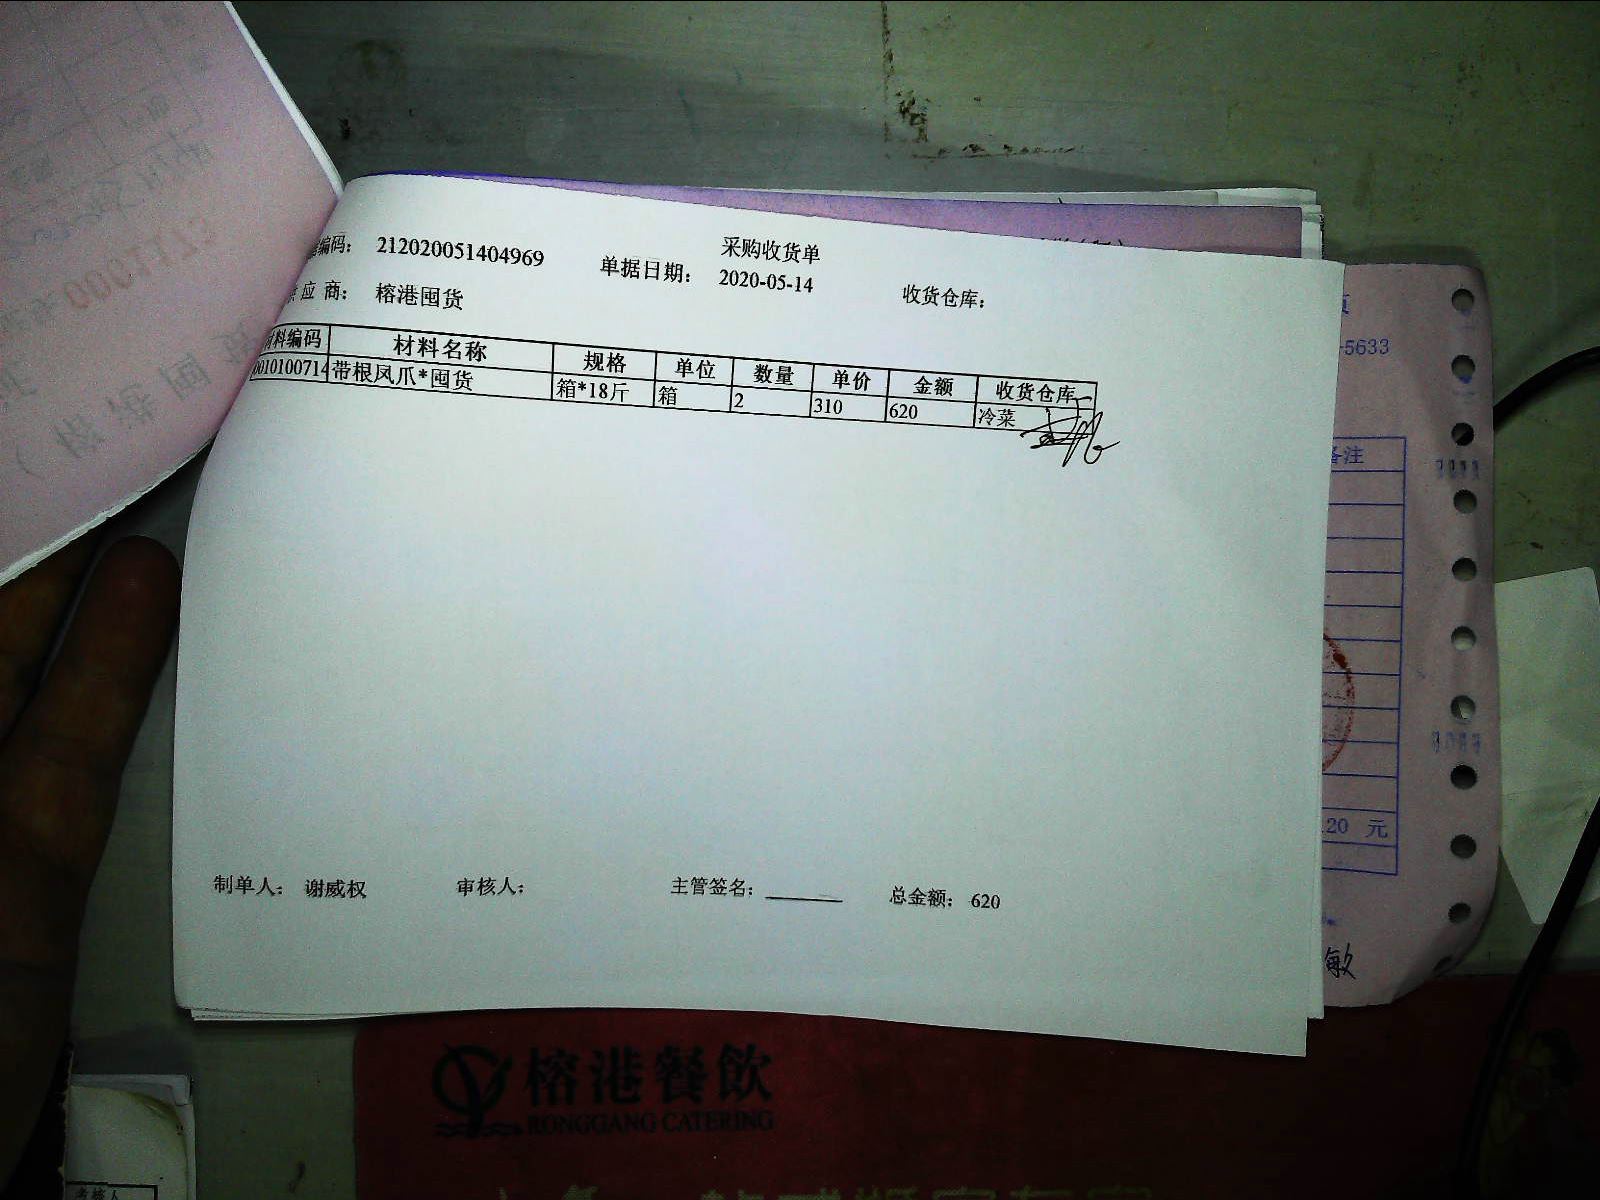 采购收货单
编码： 212020051404969 单据日期： 2020-05-14 收货仓库：
应 商： 榕港囤货
材料编码 材料名称 规格 单位 数量 单价 金额 收货仓库
0010100714 带根凤爪*囤货 箱*18斤 箱 2 310 620 冷菜
制单人： 谢威权 审核人： 主管签名： 总金额： 620
-5633
备注
20 元
敏
榕港餐飲
RONGGANG CATERING